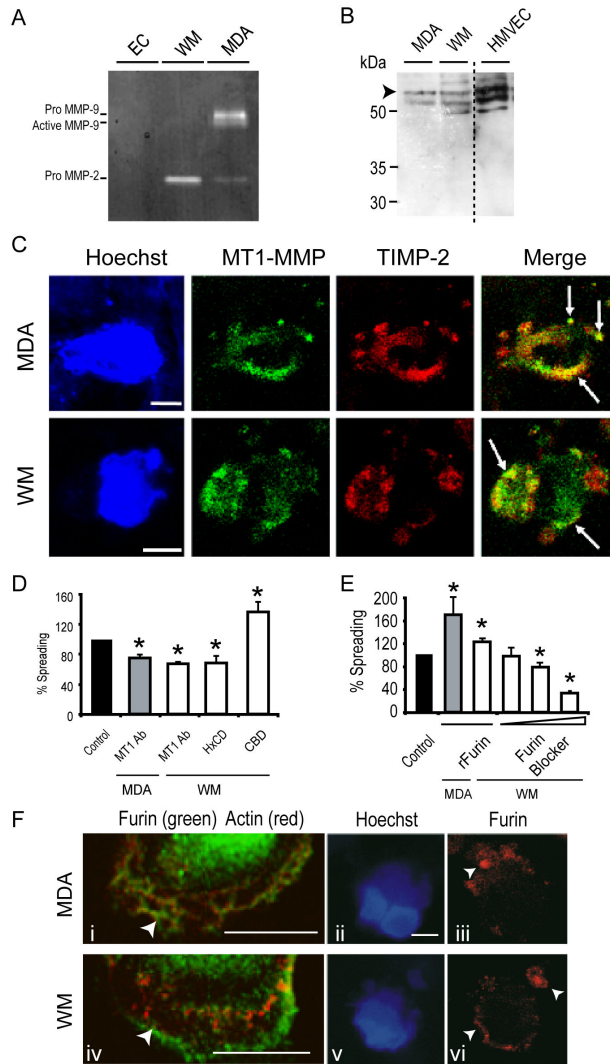 A
EC WM MDA
Pro MMP-9
Active MMP-9
Pro MMP-2
B
MDA WM HMVEC
kDa
50
35
30
C
Hoechst MT1-MMP TIMP-2 Merge
MDA
WM
D
% Spreading
160
120
80
40
0
* * * *
Control MT1 Ab MT1 Ab HxCD CBD
MDA WM
E
% Spreading
200
160
120
80
40
0
* * * *
Control rFurin Furin Blocker
MDA WM
F
Furin (green) Actin (red) Hoechst Furin
MDA
i ii iii
WM
iv v vi